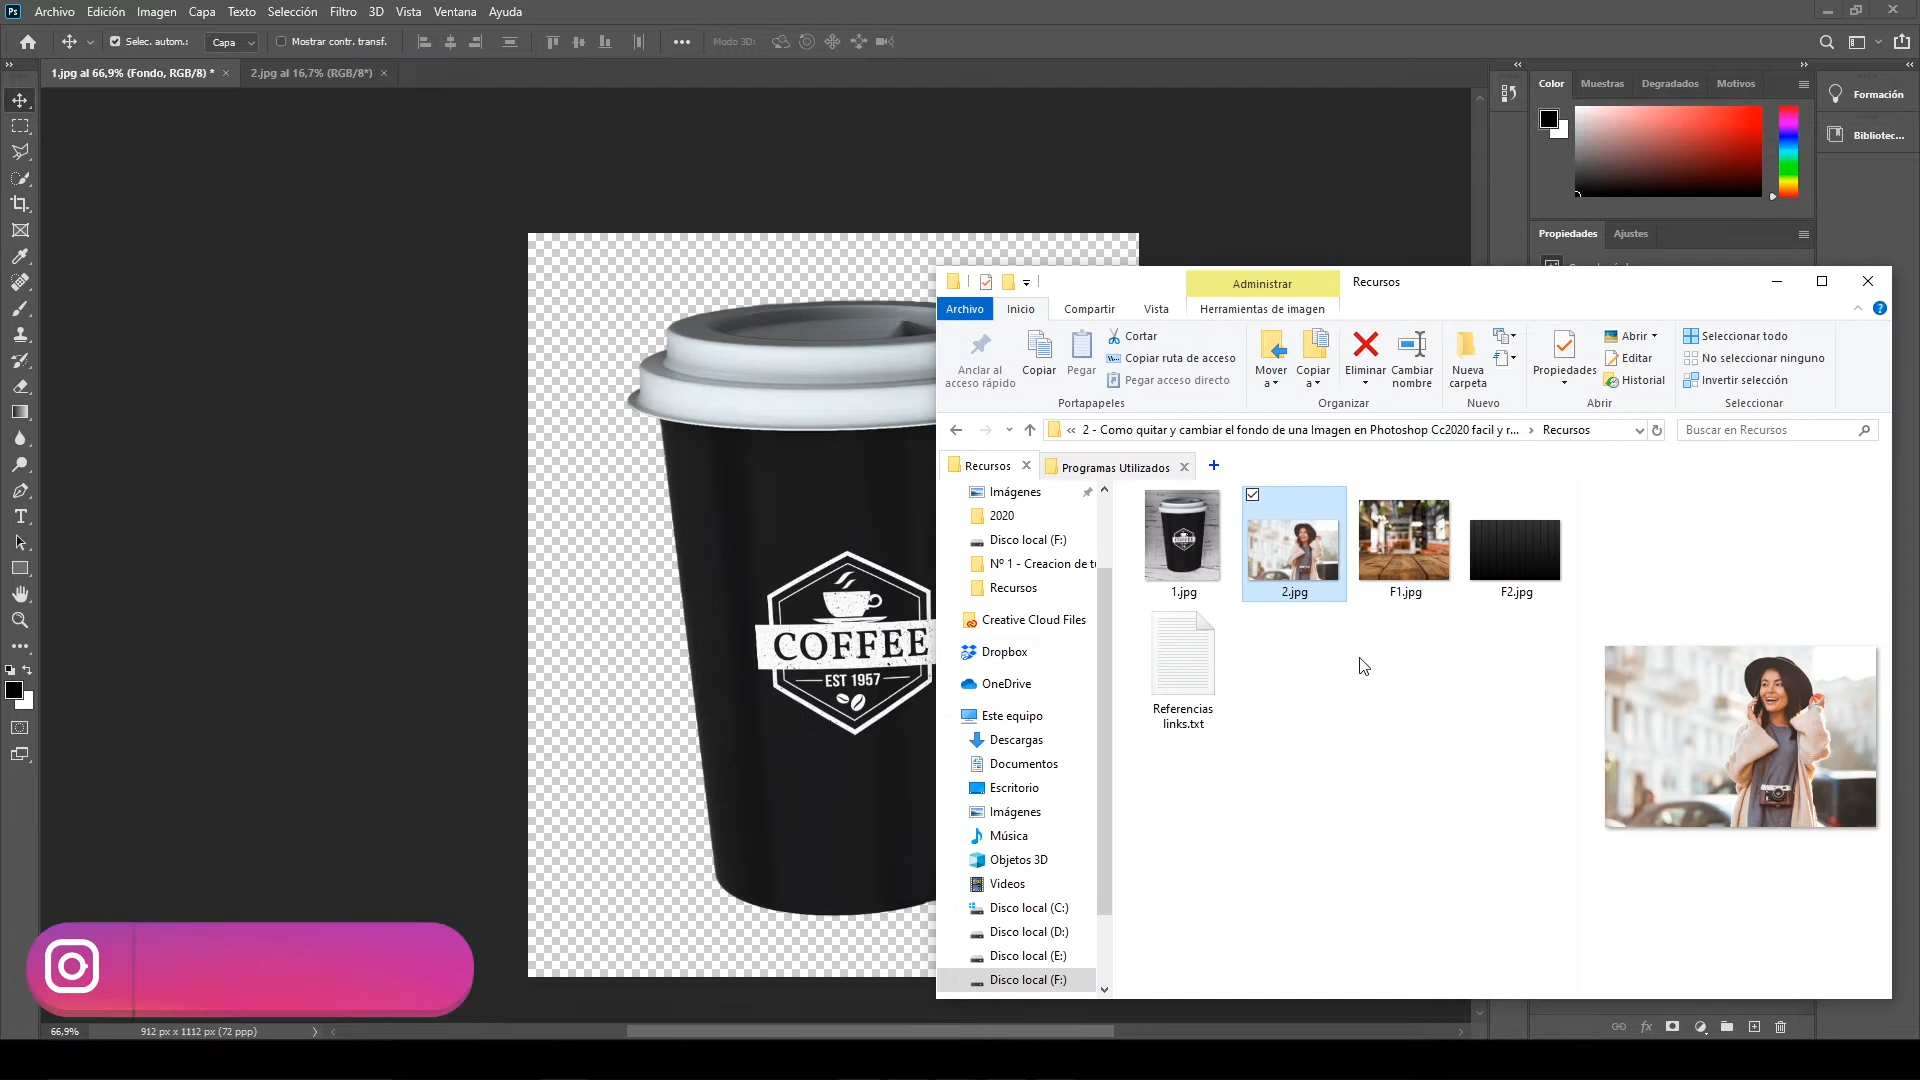 Ps Archivo Edición Imagen Capa Texto Selección Filtro 3D Vista Ventana Ayuda
Selec. autom.: Capa Mostrar contr. transf. Modo 3D:
1.jpg al 66,9% (Fondo, RGB/8) * 2.jpg al 16,7% (RGB/8*)
Color Muestras Degradados Motivos
Formación
Bibliotec...
Propiedades Ajustes
COFFEE
EST 1957
Administrar Recursos
Archivo Inicio Compartir Vista Herramientas de imagen
Anclar al
acceso rápido
Copiar
Pegar
Cortar
Copiar ruta de acceso
Pegar acceso directo
Portapapeles
Mover
a
Copiar
a
Eliminar
Cambiar
nombre
Organizar
Nueva
carpeta
Nuevo
Propiedades
Abrir
Editar
Historial
Abrir
Seleccionar todo
No seleccionar ninguno
Invertir selección
Seleccionar
« 2 - Como quitar y cambiar el fondo de una Imagen en Photoshop Cc2020 facil y r... › Recursos
Buscar en Recursos
Recursos Programas Utilizados
Imágenes
2020
Disco local (F:)
Nº 1 - Creacion de tu
Recursos
Creative Cloud Files
Dropbox
OneDrive
Este equipo
Descargas
Documentos
Escritorio
Imágenes
Música
Objetos 3D
Videos
Disco local (C:)
Disco local (D:)
Disco local (E:)
Disco local (F:)
1.jpg 2.jpg F1.jpg F2.jpg
Referencias
links.txt
66,9% 912 px x 1112 px (72 ppp)
fx